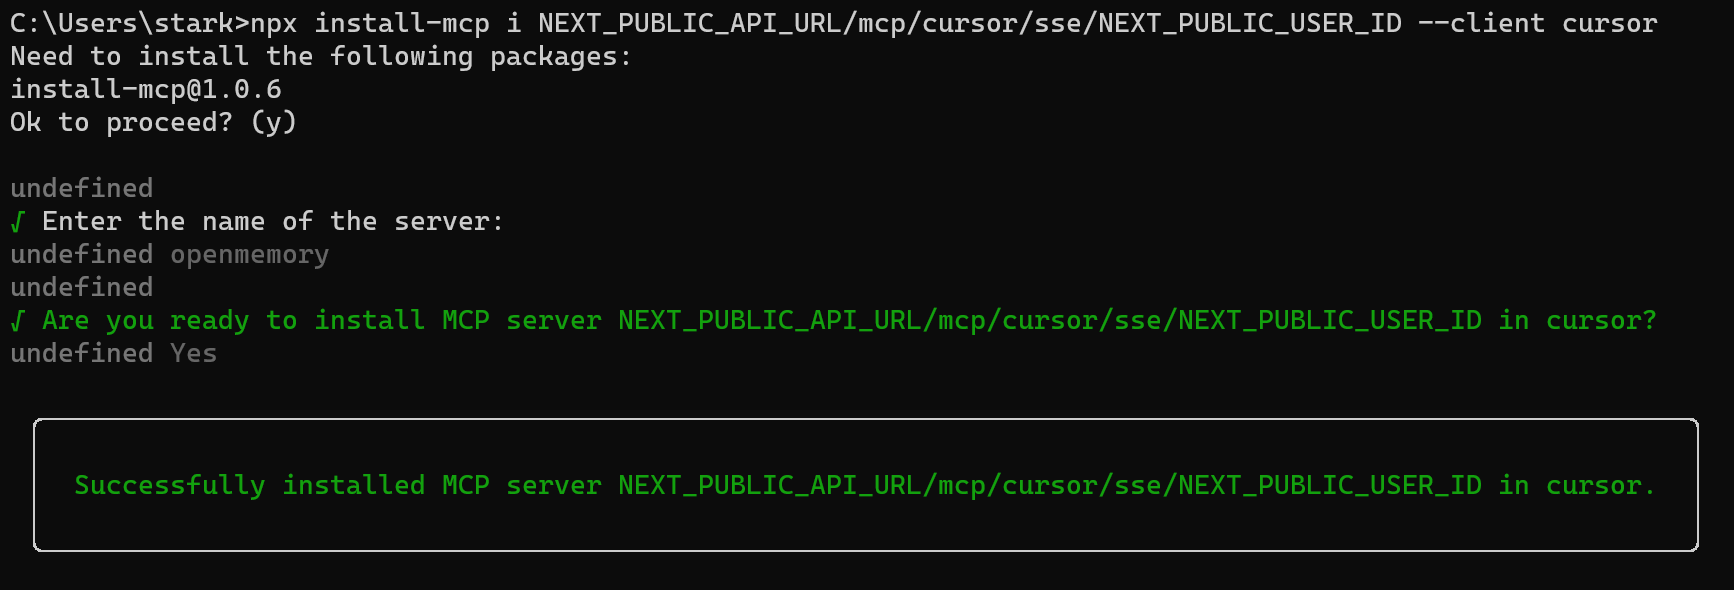 C:\Users\stark>npx install-mcp i NEXT_PUBLIC_API_URL/mcp/cursor/sse/NEXT_PUBLIC_USER_ID --client cursor
Need to install the following packages:
install-mcp@1.0.6
Ok to proceed? (y)
undefined
√ Enter the name of the server:
undefined openmemory
undefined
√ Are you ready to install MCP server NEXT_PUBLIC_API_URL/mcp/cursor/sse/NEXT_PUBLIC_USER_ID in cursor?
undefined Yes
Successfully installed MCP server NEXT_PUBLIC_API_URL/mcp/cursor/sse/NEXT_PUBLIC_USER_ID in cursor.